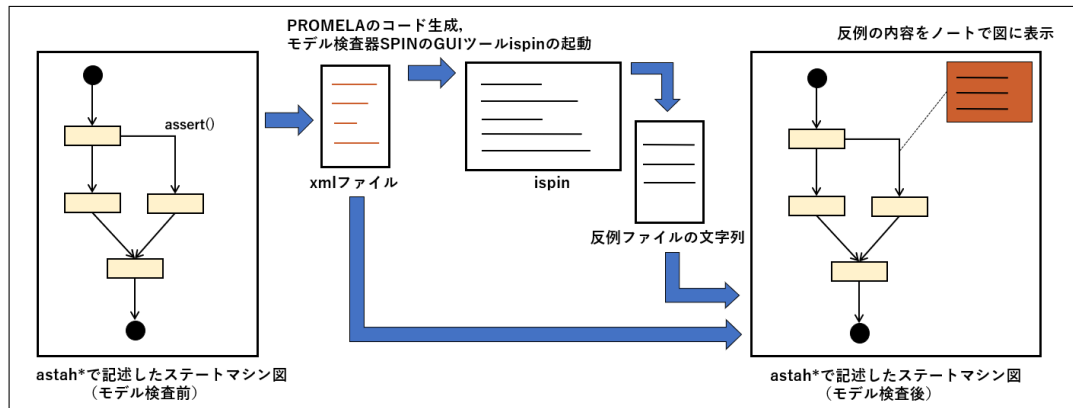 PROMELAのコード生成,
モデル検査器SPINのGUIツールispinの起動
反例の内容をノートで図に表示
assert()
xmlファイル
ispin
反例ファイルの文字列
astah*で記述したステートマシン図
（モデル検査前）
astah*で記述したステートマシン図
（モデル検査後）